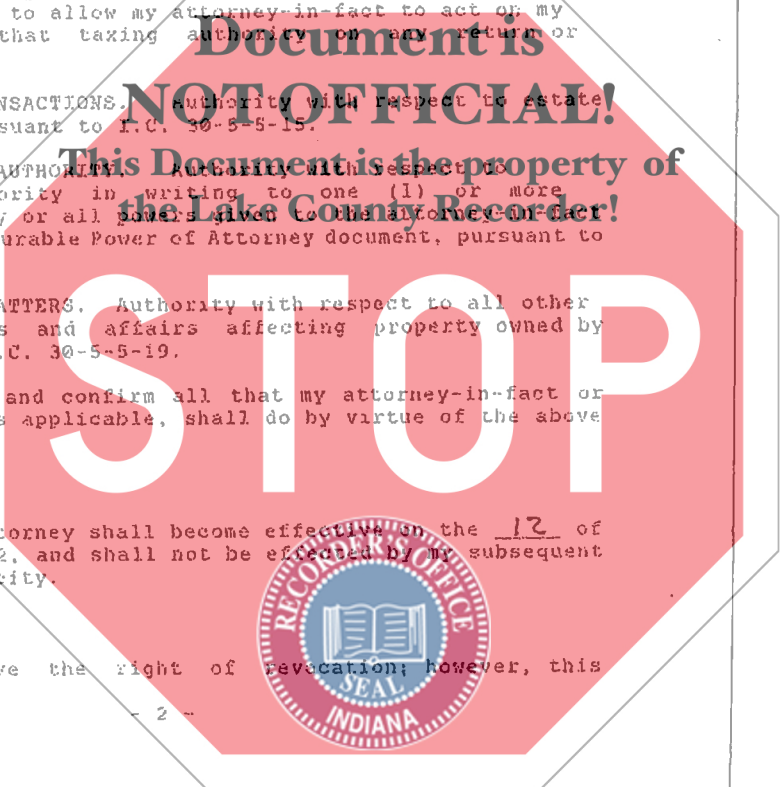 to allow my attorney-in-fact to act on my
that taxing authority on any return or
Document is
NSACTIONS. Authority with respect to estate
NOT OFFICIAL!
suant to I.C. 30-5-5-15.
AUTHORITY. Authority with respect to
This Document is the property of
ority in writing to one (1) or more
y or all powers given to the attorney-in-fact
the Lake County Recorder!
urable Power of Attorney document, pursuant to
ATTERS. Authority with respect to all other
s and affairs affecting property owned by
.C. 30-5-5-19.
STOP
and confirm all that my attorney-in-fact or
s applicable, shall do by virtue of the above
torney shall become effective on the 12 of
2, and shall not be effected by my subsequent
city.
RECORDER'S OFFICE
ve the right of revocation; however, this
SEAL
INDIANA
- 2 -